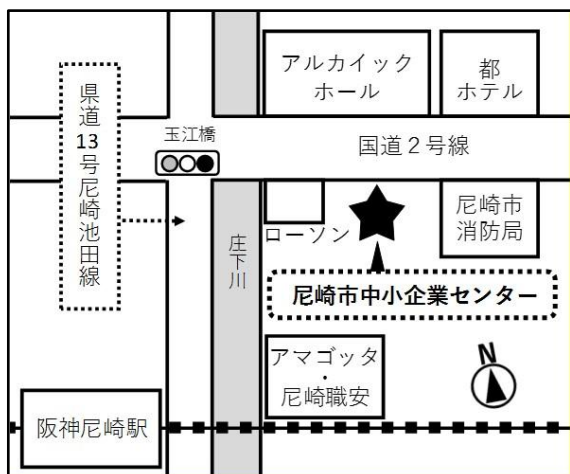 アルカイック
ホール
都
ホテル
県道13号尼崎池田線
玉江橋
国道２号線
ローソン
尼崎市
消防局
庄下川
尼崎市中小企業センター
アマゴッタ
・
尼崎職安
N
阪神尼崎駅